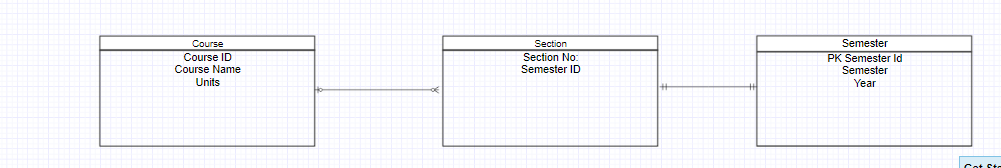 Course
Course ID
Course Name
Units
Section
Section No:
Semester ID
Semester
PK Semester Id
Semester
Year